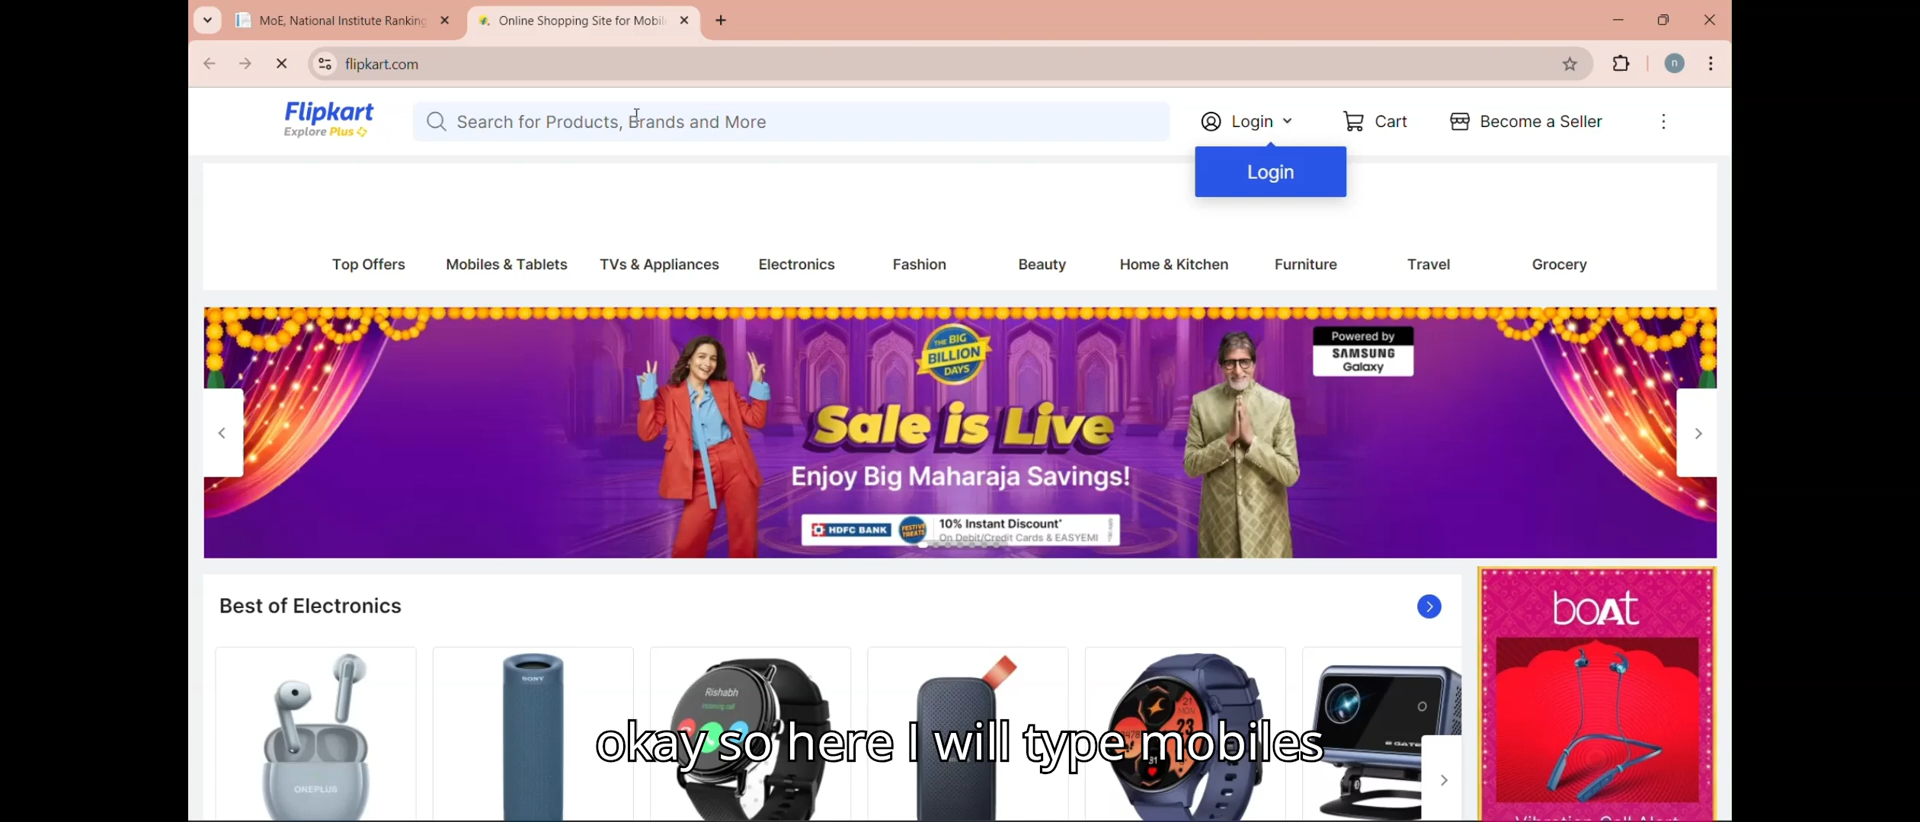 MoE, National Institute Ranking
Online Shopping Site for Mobil
flipkart.com
n
Flipkart
Explore Plus
Search for Products, Brands and More
Login
Cart
Become a Seller
Login
Top Offers
Mobiles & Tablets
TVs & Appliances
Electronics
Fashion
Beauty
Home & Kitchen
Furniture
Travel
Grocery
THE BIG
BILLION
DAYS
Powered by
SAMSUNG
Galaxy
Sale is Live
Enjoy Big Maharaja Savings!
HDFC BANK
FESTIVE
TREATS
10% Instant Discount*
On Debit/Credit Cards & EASYEMI
Best of Electronics
boAt
SONY
Rishabh
Incoming call
ONEPLUS
okay so here I will type mobiles